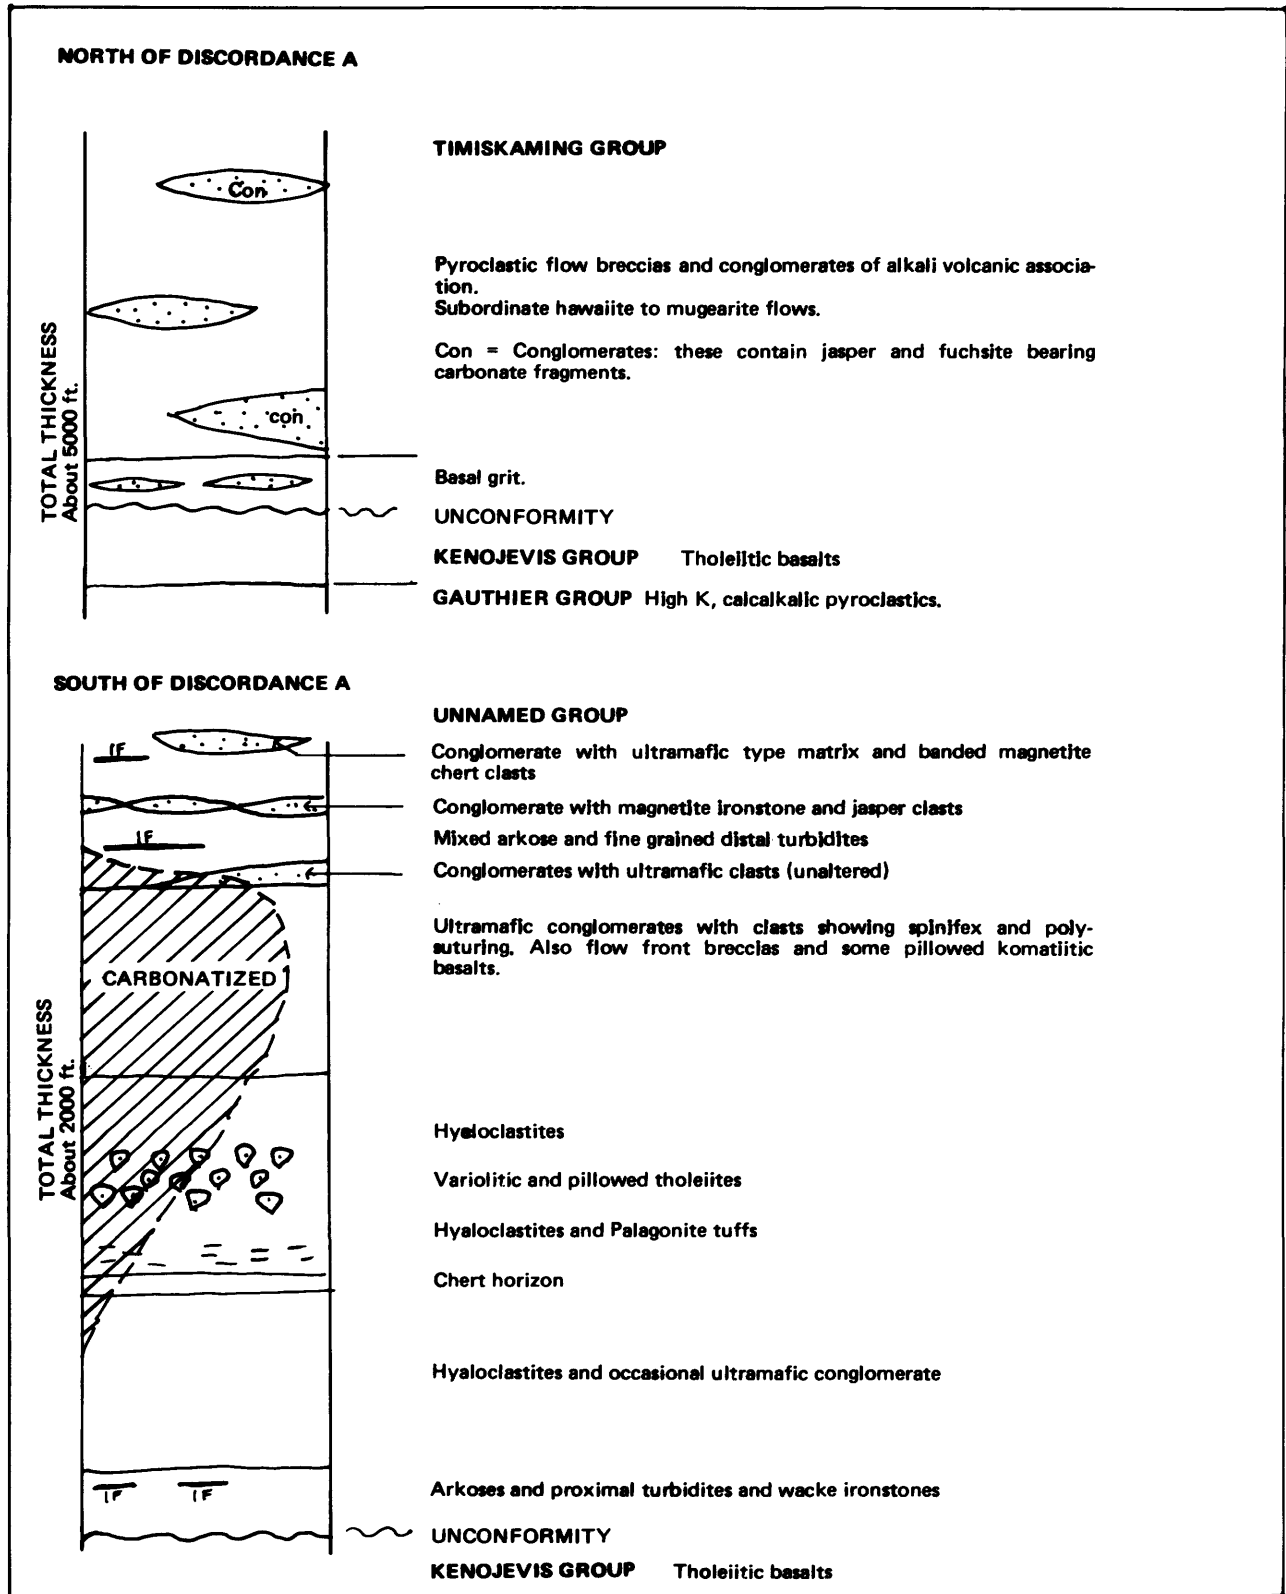 NORTH OF DISCORDANCE A
TIMISKAMING GROUP
Con
Pyroclastic flow breccias and conglomerates of alkali volcanic associa-
tion.
Subordinate hawaiite to mugearite flows.
Con = Conglomerates: these contain jasper and fuchsite bearing
carbonate fragments.
con
TOTAL THICKNESS
About 5000 ft.
Basal grit.
UNCONFORMITY
KENOJEVIS GROUP Tholeiitic basalts
GAUTHIER GROUP High K, calcalkalic pyroclastics.
SOUTH OF DISCORDANCE A
UNNAMED GROUP
IF
Conglomerate with ultramafic type matrix and banded magnetite
chert clasts
Conglomerate with magnetite ironstone and jasper clasts
IF
Mixed arkose and fine grained distal turbidites
Conglomerates with ultramafic clasts (unaltered)
Ultramafic conglomerates with clasts showing spinifex and poly-
suturing. Also flow front breccias and some pillowed komatiitic
basalts.
CARBONATIZED
TOTAL THICKNESS
About 2000 ft.
Hyaloclastites
Variolitic and pillowed tholeiites
Hyaloclastites and Palagonite tuffs
Chert horizon
Hyaloclastites and occasional ultramafic conglomerate
IF IF
Arkoses and proximal turbidites and wacke ironstones
UNCONFORMITY
KENOJEVIS GROUP Tholeiitic basalts